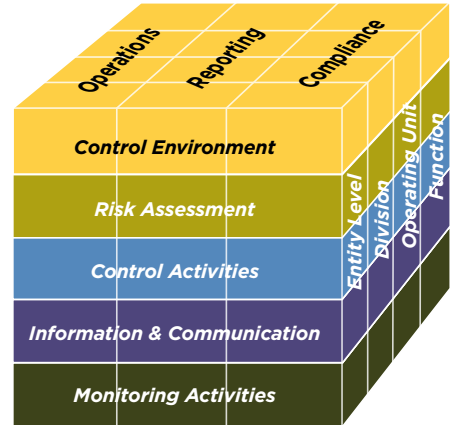 Operations
Reporting
Compliance
Control Environment
Risk Assessment
Control Activities
Information & Communication
Monitoring Activities
Entity Level
Division
Operating Unit
Function